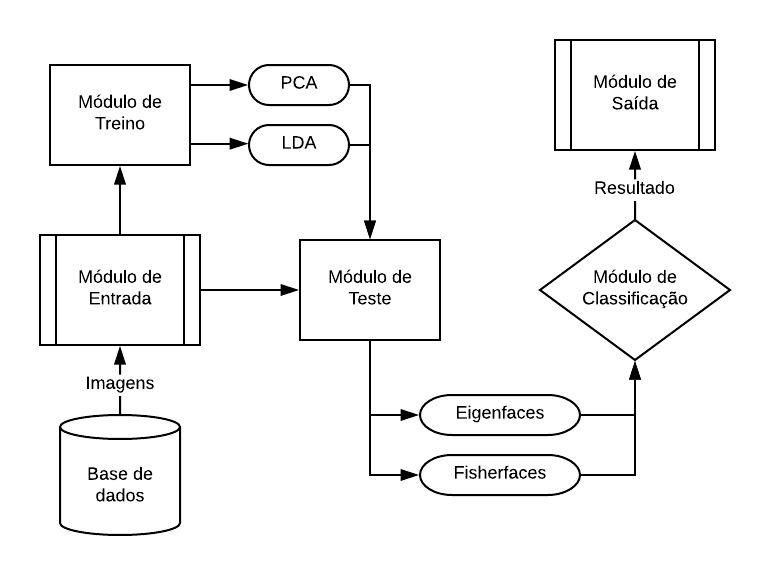 Módulo de
Treino
PCA
LDA
Módulo de
Saída
Resultado
Módulo de
Entrada
Módulo de
Teste
Módulo de
Classificação
Imagens
Base de
dados
Eigenfaces
Fisherfaces